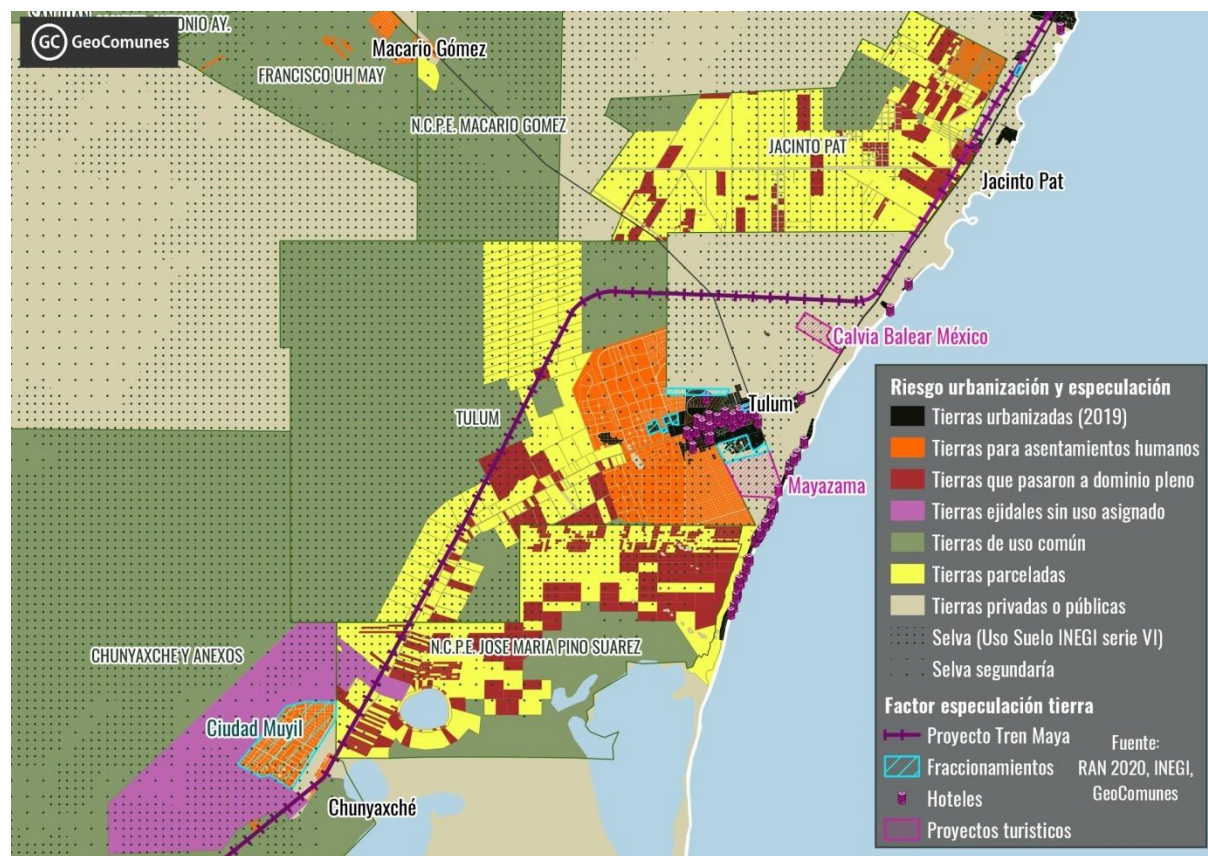 SAN JUAN
ONIO AY.
GC GeoComunes
Macario Gómez
FRANCISCO UH MAY
N.C.P.E. MACARIO GOMEZ
JACINTO PAT
Jacinto Pat
Calvia Balear México
Tulum
TULUM
Mayazama
N.C.P.E. JOSE MARIA PINO SUAREZ
CHUNYAXCHE Y ANEXOS
Ciudad Muyil
Chunyaxché
Riesgo urbanización y especulación
Tierras urbanizadas (2019)
Tierras para asentamientos humanos
Tierras que pasaron a dominio pleno
Tierras ejidales sin uso asignado
Tierras de uso común
Tierras parceladas
Tierras privadas o públicas
Selva (Uso Suelo INEGI serie VI)
Selva segundaría
Factor especulación tierra
Proyecto Tren Maya
Fraccionamientos
Hoteles
Proyectos turisticos
Fuente:
RAN 2020, INEGI,
GeoComunes